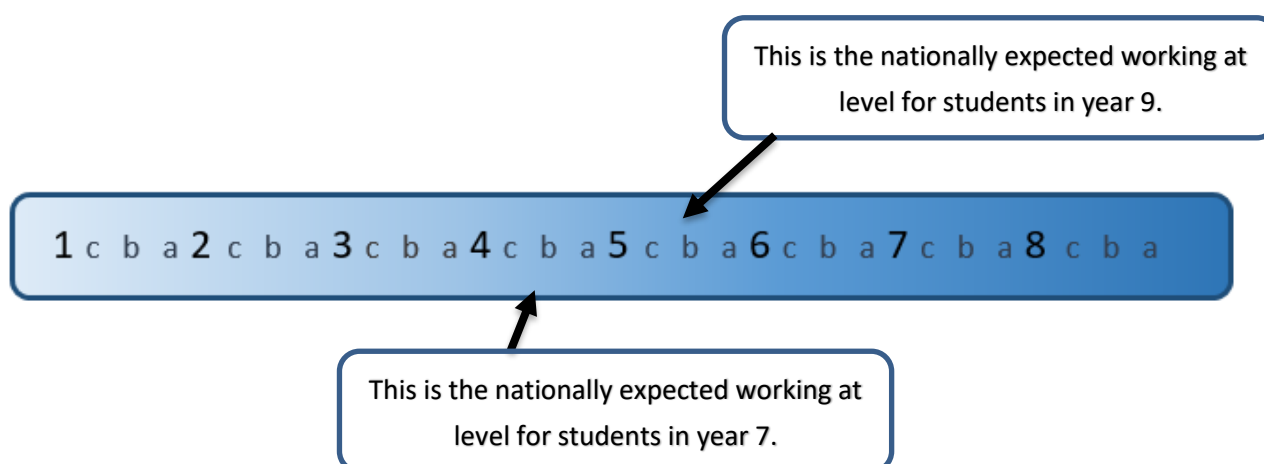 This is the nationally expected working at
level for students in year 9.
1 c b a 2 c b a 3 c b a 4 c b a 5 c b a 6 c b a 7 c b a 8 c b a
This is the nationally expected working at
level for students in year 7.